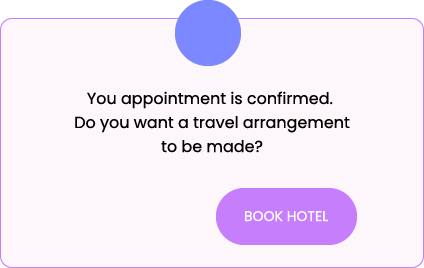 You appointment is confirmed.
Do you want a travel arrangement
to be made?
BOOK HOTEL